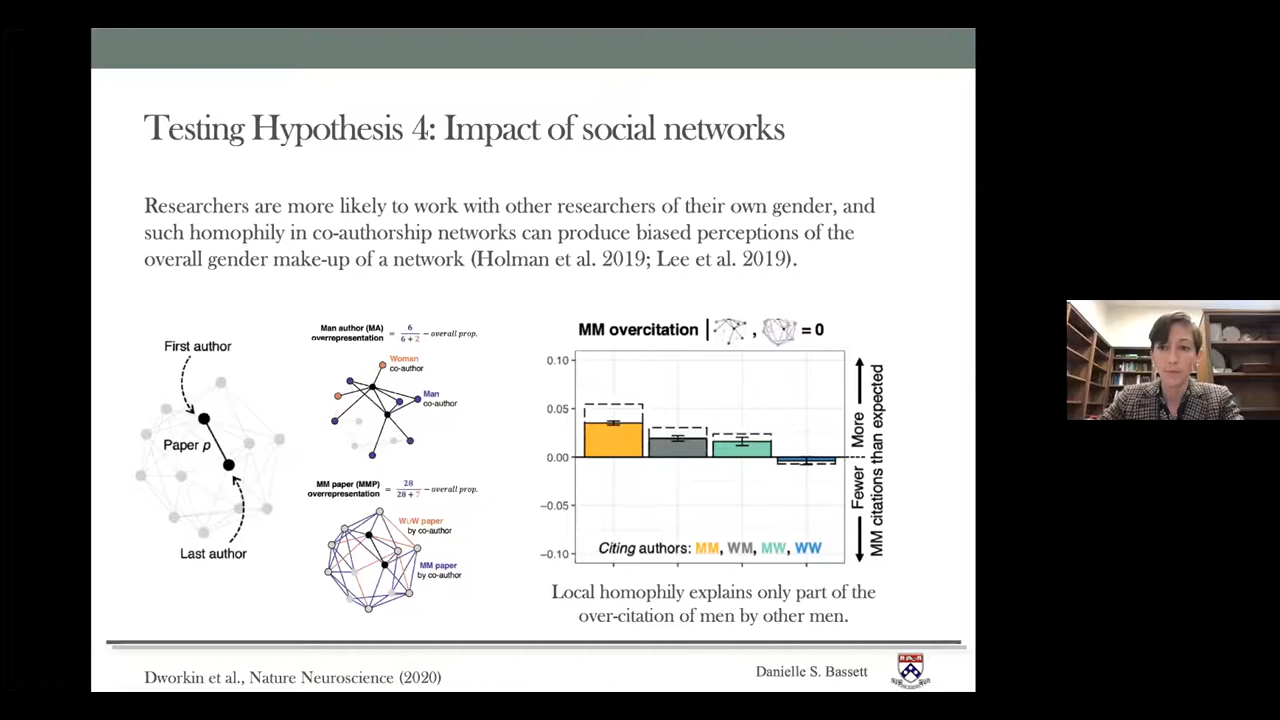 Testing Hypothesis 4: Impact of social networks
Researchers are more likely to work with other researchers of their own gender, and
such homophily in co-authorship networks can produce biased perceptions of the
overall gender make-up of a network (Holman et al. 2019; Lee et al. 2019).
First author
Paper p
Last author
Man author (MA)
overrepresentation
= 6
6 + 2
– overall prop.
Woman
co-author
Man
co-author
MM paper (MMP)
overrepresentation
= 28
28 + 7
– overall prop.
W∪W paper
by co-author
MM paper
by co-author
MM overcitation | , = 0
0.10
0.05
0.00
−0.05
−0.10
Citing authors: MM, WM, MW, WW
Fewer
More
MM citations than expected
Local homophily explains only part of the
over-citation of men by other men.
Dworkin et al., Nature Neuroscience (2020)
Danielle S. Bassett